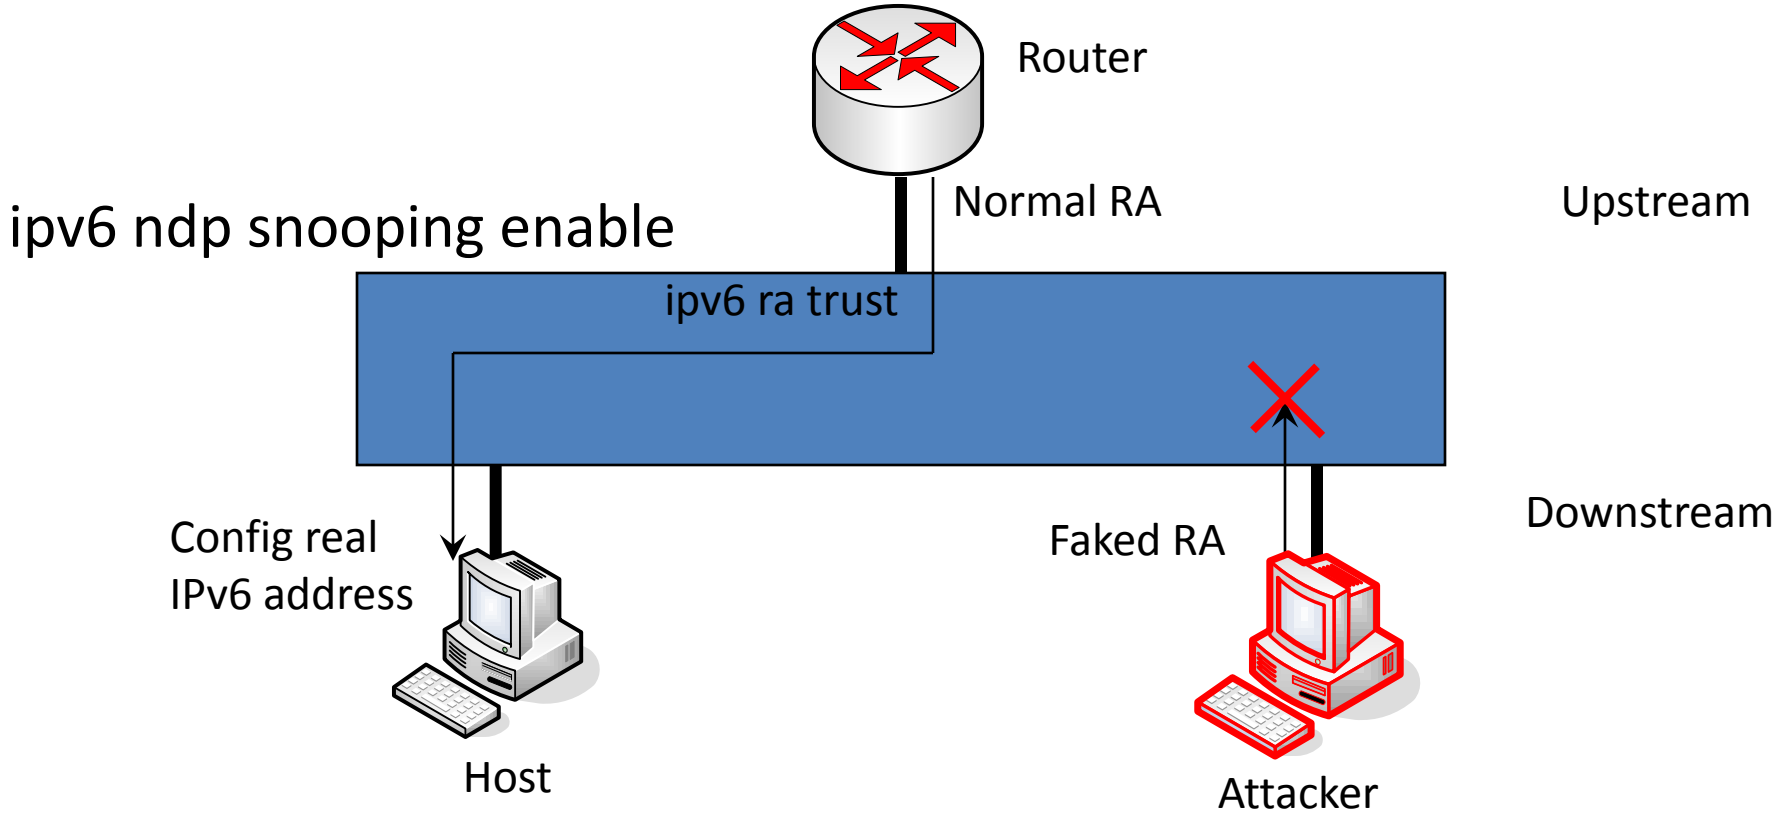 Router
Normal RA
Upstream
ipv6 ndp snooping enable
ipv6 ra trust
Downstream
Config real
IPv6 address
Faked RA
Host
Attacker